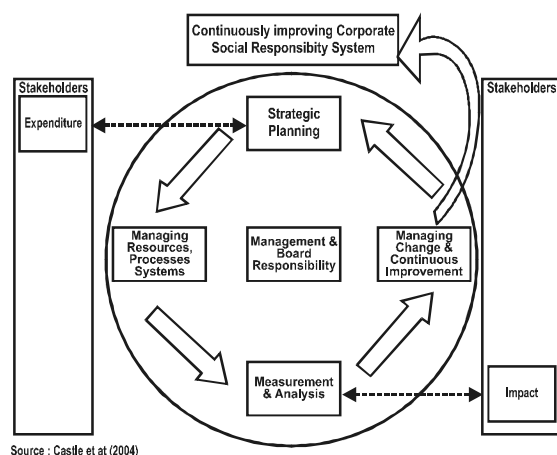 Continuously improving Corporate
Social Responsibity System
Stakeholders
Stakeholders
Expenditure
Strategic
Planning
Managing
Resources,
Processes
Systems
Management &
Board
Responsibility
Managing
Change &
Continuous
Improvement
Measurement
& Analysis
Impact
Source : Castle et at (2004)